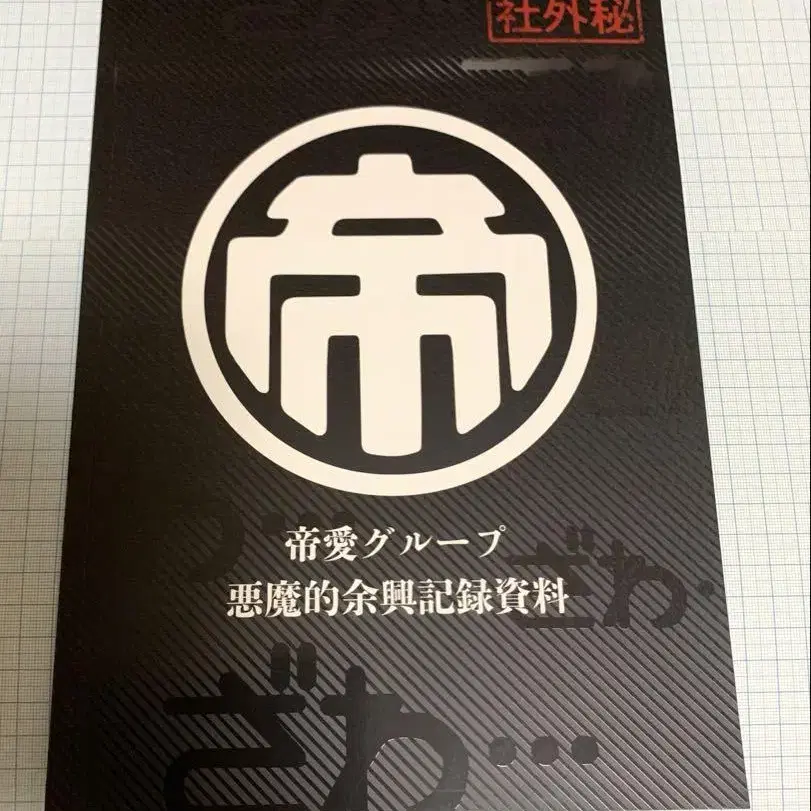 社外秘
帝
帝愛グループ
悪魔的余興記録資料
ざわ・
ざわ・・・